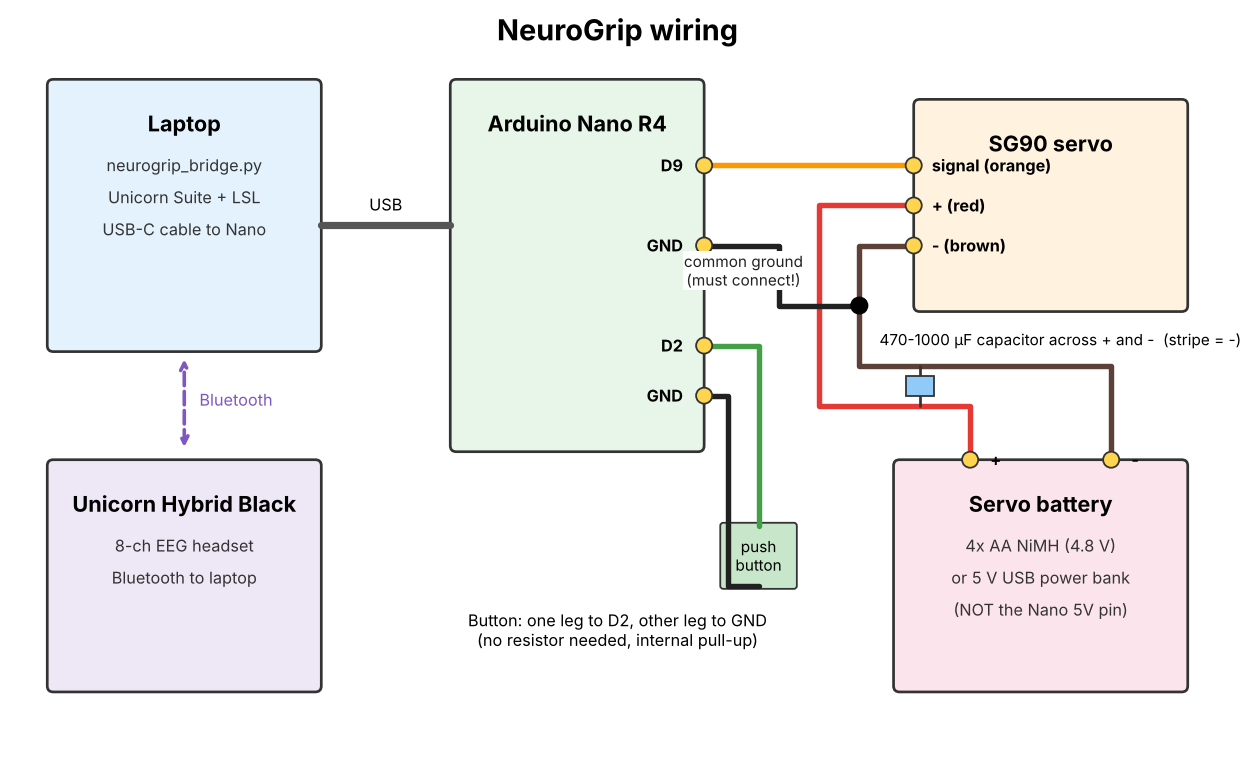 NeuroGrip wiring
Laptop
neurogrip_bridge.py
Unicorn Suite + LSL
USB-C cable to Nano
USB
Arduino Nano R4
D9
GND
common ground
(must connect!)
D2
GND
SG90 servo
signal (orange)
+ (red)
- (brown)
470-1000 µF capacitor across + and - (stripe = -)
Bluetooth
Unicorn Hybrid Black
8-ch EEG headset
Bluetooth to laptop
push
button
Button: one leg to D2, other leg to GND
(no resistor needed, internal pull-up)
+
-
Servo battery
4x AA NiMH (4.8 V)
or 5 V USB power bank
(NOT the Nano 5V pin)